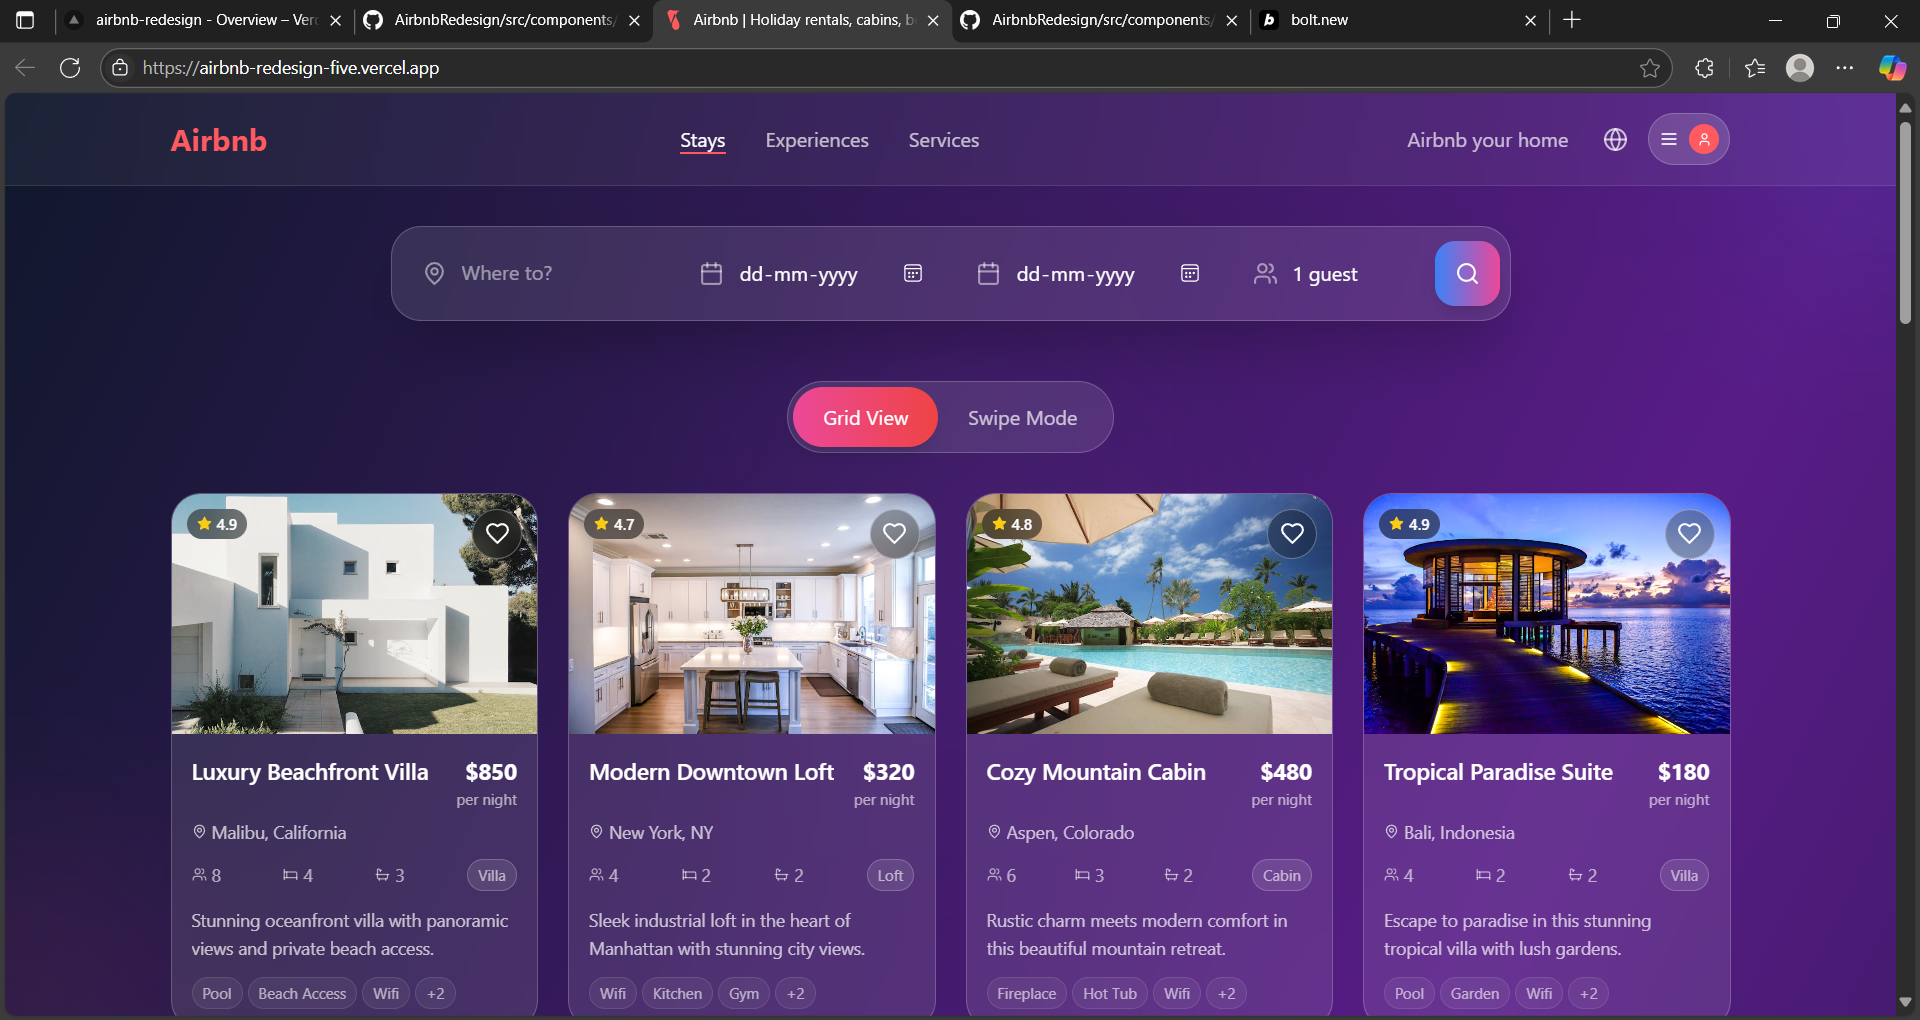 airbnb-redesign - Overview – Verc
AirbnbRedesign/src/components/
Airbnb | Holiday rentals, cabins, b
AirbnbRedesign/src/components/
bolt.new
https://airbnb-redesign-five.vercel.app
Airbnb
Stays
Experiences
Services
Airbnb your home
Where to?
dd-mm-yyyy
dd-mm-yyyy
1 guest
Grid View
Swipe Mode
4.9
4.7
4.8
4.9
Luxury Beachfront Villa
$850
per night
Malibu, California
8
4
3
Villa
Stunning oceanfront villa with panoramic
views and private beach access.
Pool
Beach Access
Wifi
+2
Modern Downtown Loft
$320
per night
New York, NY
4
2
2
Loft
Sleek industrial loft in the heart of
Manhattan with stunning city views.
Wifi
Kitchen
Gym
+2
Cozy Mountain Cabin
$480
per night
Aspen, Colorado
6
3
2
Cabin
Rustic charm meets modern comfort in
this beautiful mountain retreat.
Fireplace
Hot Tub
Wifi
+2
Tropical Paradise Suite
$180
per night
Bali, Indonesia
4
2
2
Villa
Escape to paradise in this stunning
tropical villa with lush gardens.
Pool
Garden
Wifi
+2